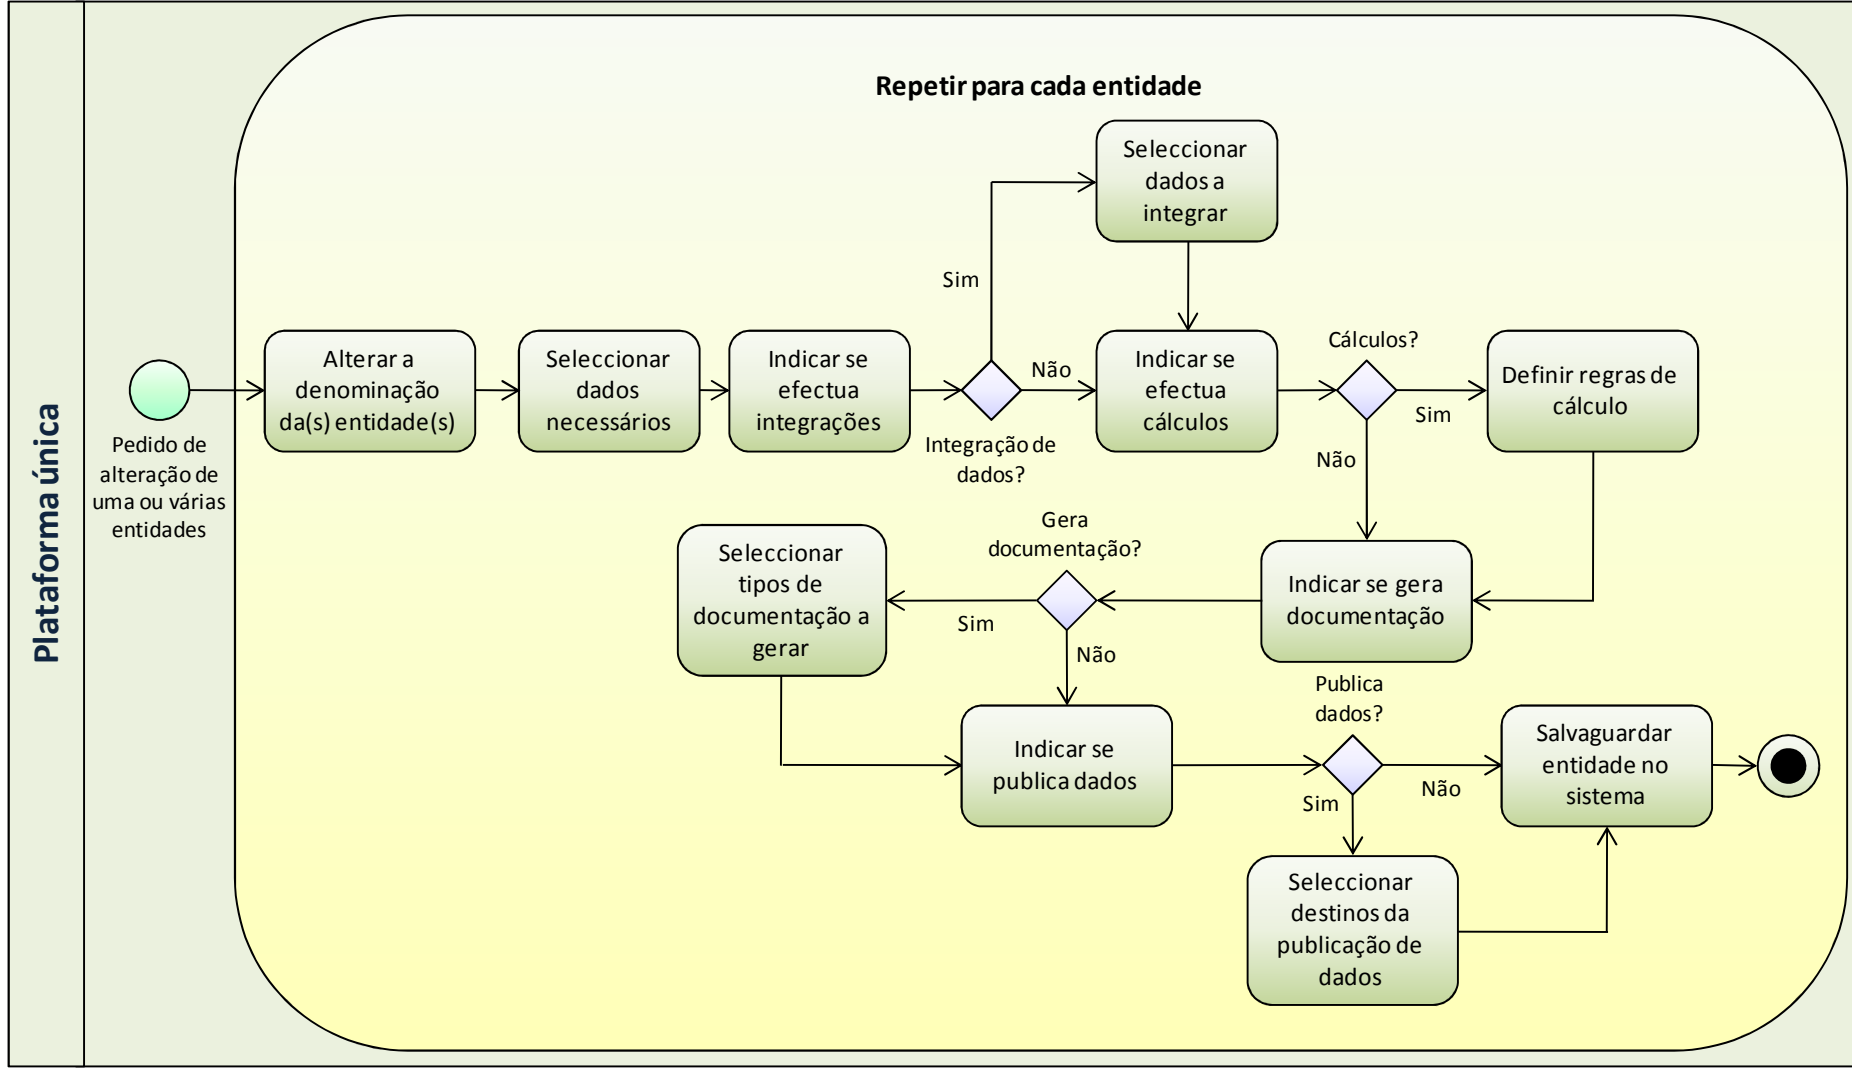 Plataforma única
Repetir para cada entidade
Seleccionar
dados a
integrar
Sim
Pedido de
alteração de
uma ou várias
entidades
Alterar a
denominação
da(s) entidade(s)
Seleccionar
dados
necessários
Indicar se
efectua
integrações
Integração de
dados?
Não
Indicar se
efectua
cálculos
Cálculos?
Sim
Não
Definir regras de
cálculo
Indicar se gera
documentação
Gera
documentação?
Sim
Não
Seleccionar
tipos de
documentação a
gerar
Indicar se
publica dados
Publica
dados?
Sim
Não
Salvaguardar
entidade no
sistema
Seleccionar
destinos da
publicação de
dados